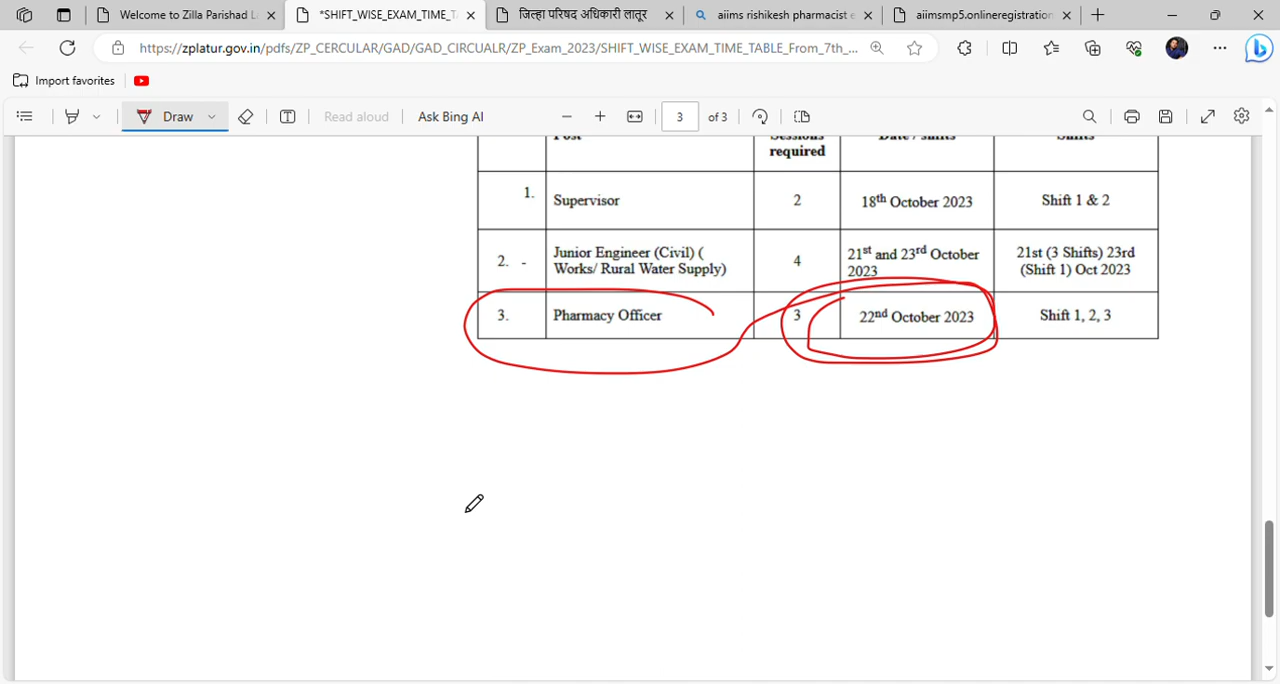 Welcome to Zilla Parishad L
*SHIFT_WISE_EXAM_TIME_T
जिल्हा परिषद अधिकारी लातूर
aiims rishikesh pharmacist e
aiimsmp5.onlineregistration
https://zplatur.gov.in/pdfs/ZP_CERCULAR/GAD/GAD_CIRCUALR/ZP_Exam_2023/SHIFT_WISE_EXAM_TIME_TABLE_From_7th_...
Import favorites
Draw
Read aloud
Ask Bing AI
3 of 3
Post Sessions required Date / shifts Shifts
1. Supervisor 2 18th October 2023 Shift 1 & 2
2. - Junior Engineer (Civil) ( 4 21st and 23rd October 21st (3 Shifts) 23rd
Works/ Rural Water Supply) 2023 (Shift 1) Oct 2023
3. Pharmacy Officer 3 22nd October 2023 Shift 1, 2, 3